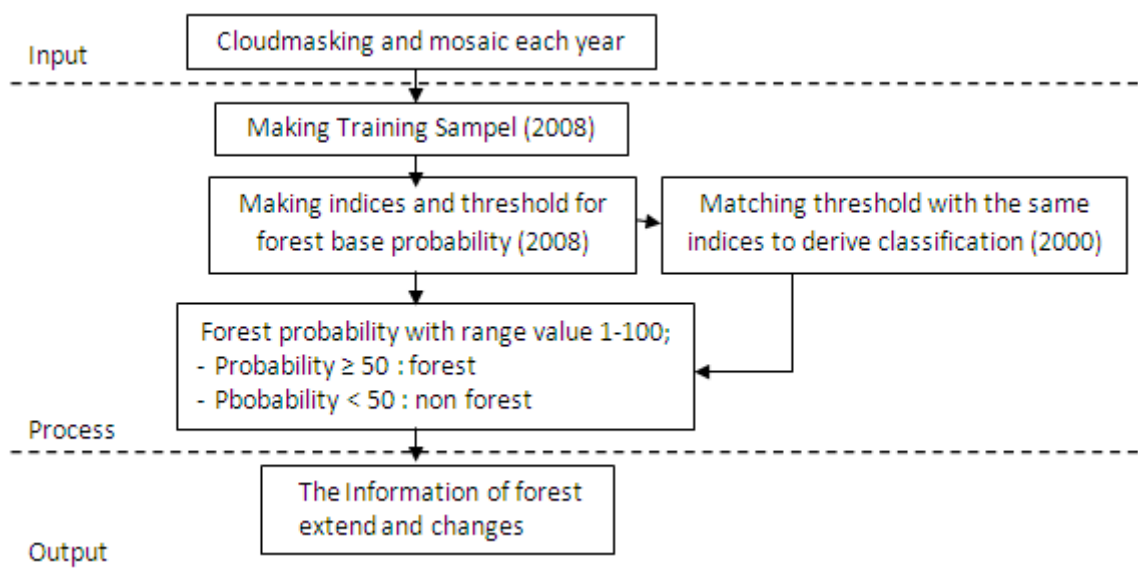 Cloudmasking and mosaic each year
Input
Making Training Sampel (2008)
Making indices and threshold for
forest base probability (2008)
Matching threshold with the same
indices to derive classification (2000)
Forest probability with range value 1-100;
- Probability ≥ 50 : forest
- Pbobability < 50 : non forest
Process
The Information of forest
extend and changes
Output